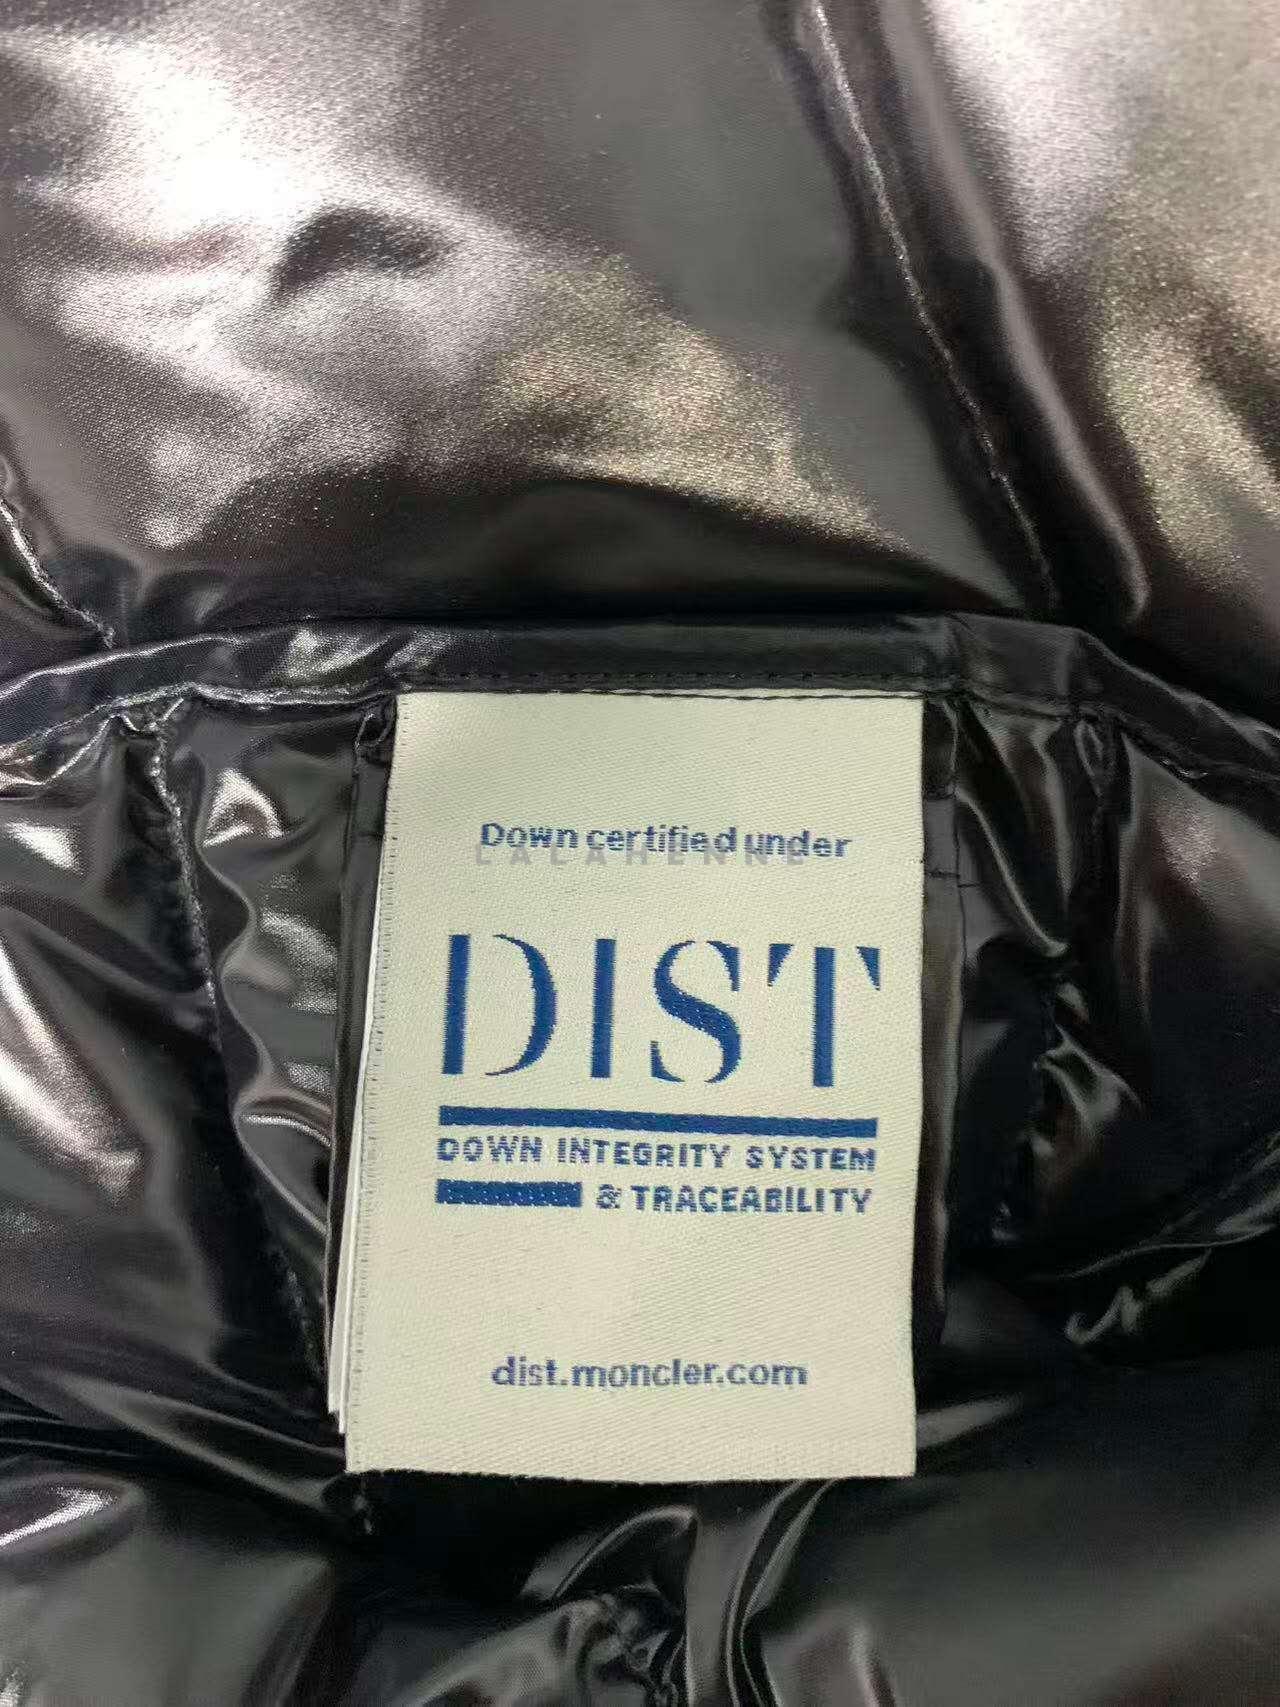 Down certified under
LALAHENNE
DIST
DOWN INTEGRITY SYSTEM
& TRACEABILITY
dist.moncler.com